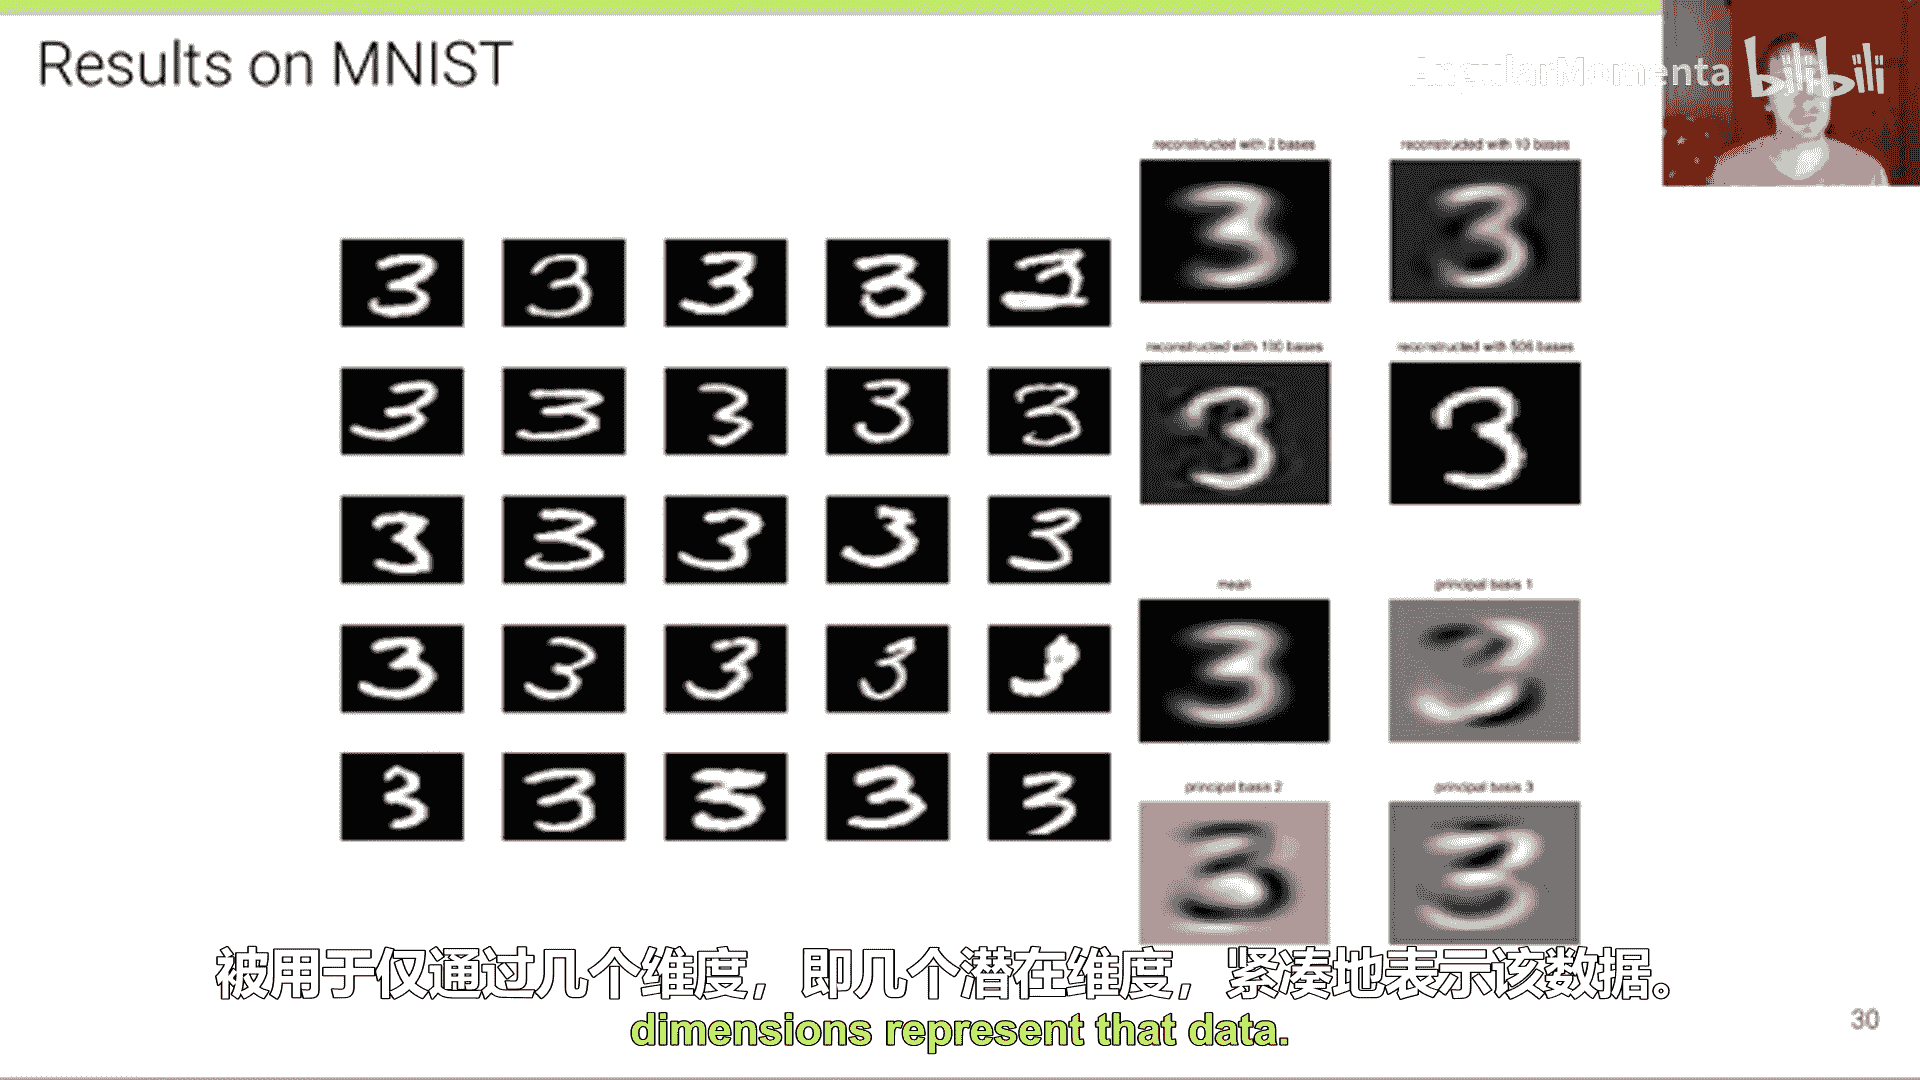 Results on MNIST
AngularMomenta
bilibili
reconstructed with 2 bases
reconstructed with 10 bases
reconstructed with 100 bases
reconstructed with 506 bases
mean
principal basis 1
principal basis 2
principal basis 3
被用于仅通过几个维度，即几个潜在维度，紧凑地表示该数据。
dimensions represent that data.
30